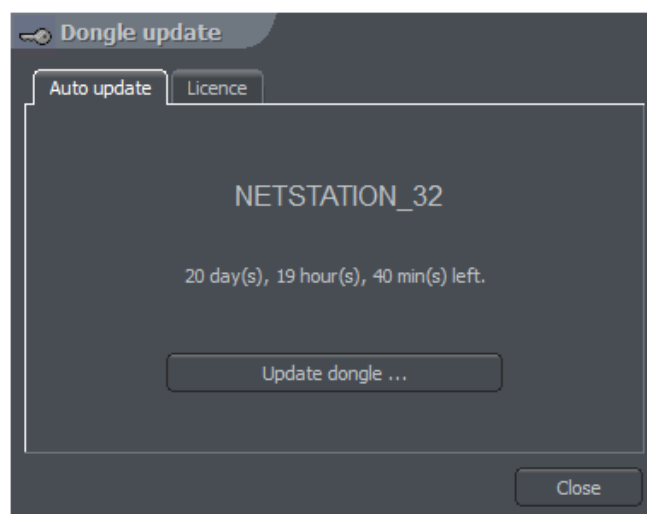 Dongle update
Auto update Licence
NETSTATION_32
20 day(s), 19 hour(s), 40 min(s) left.
Update dongle ...
Close